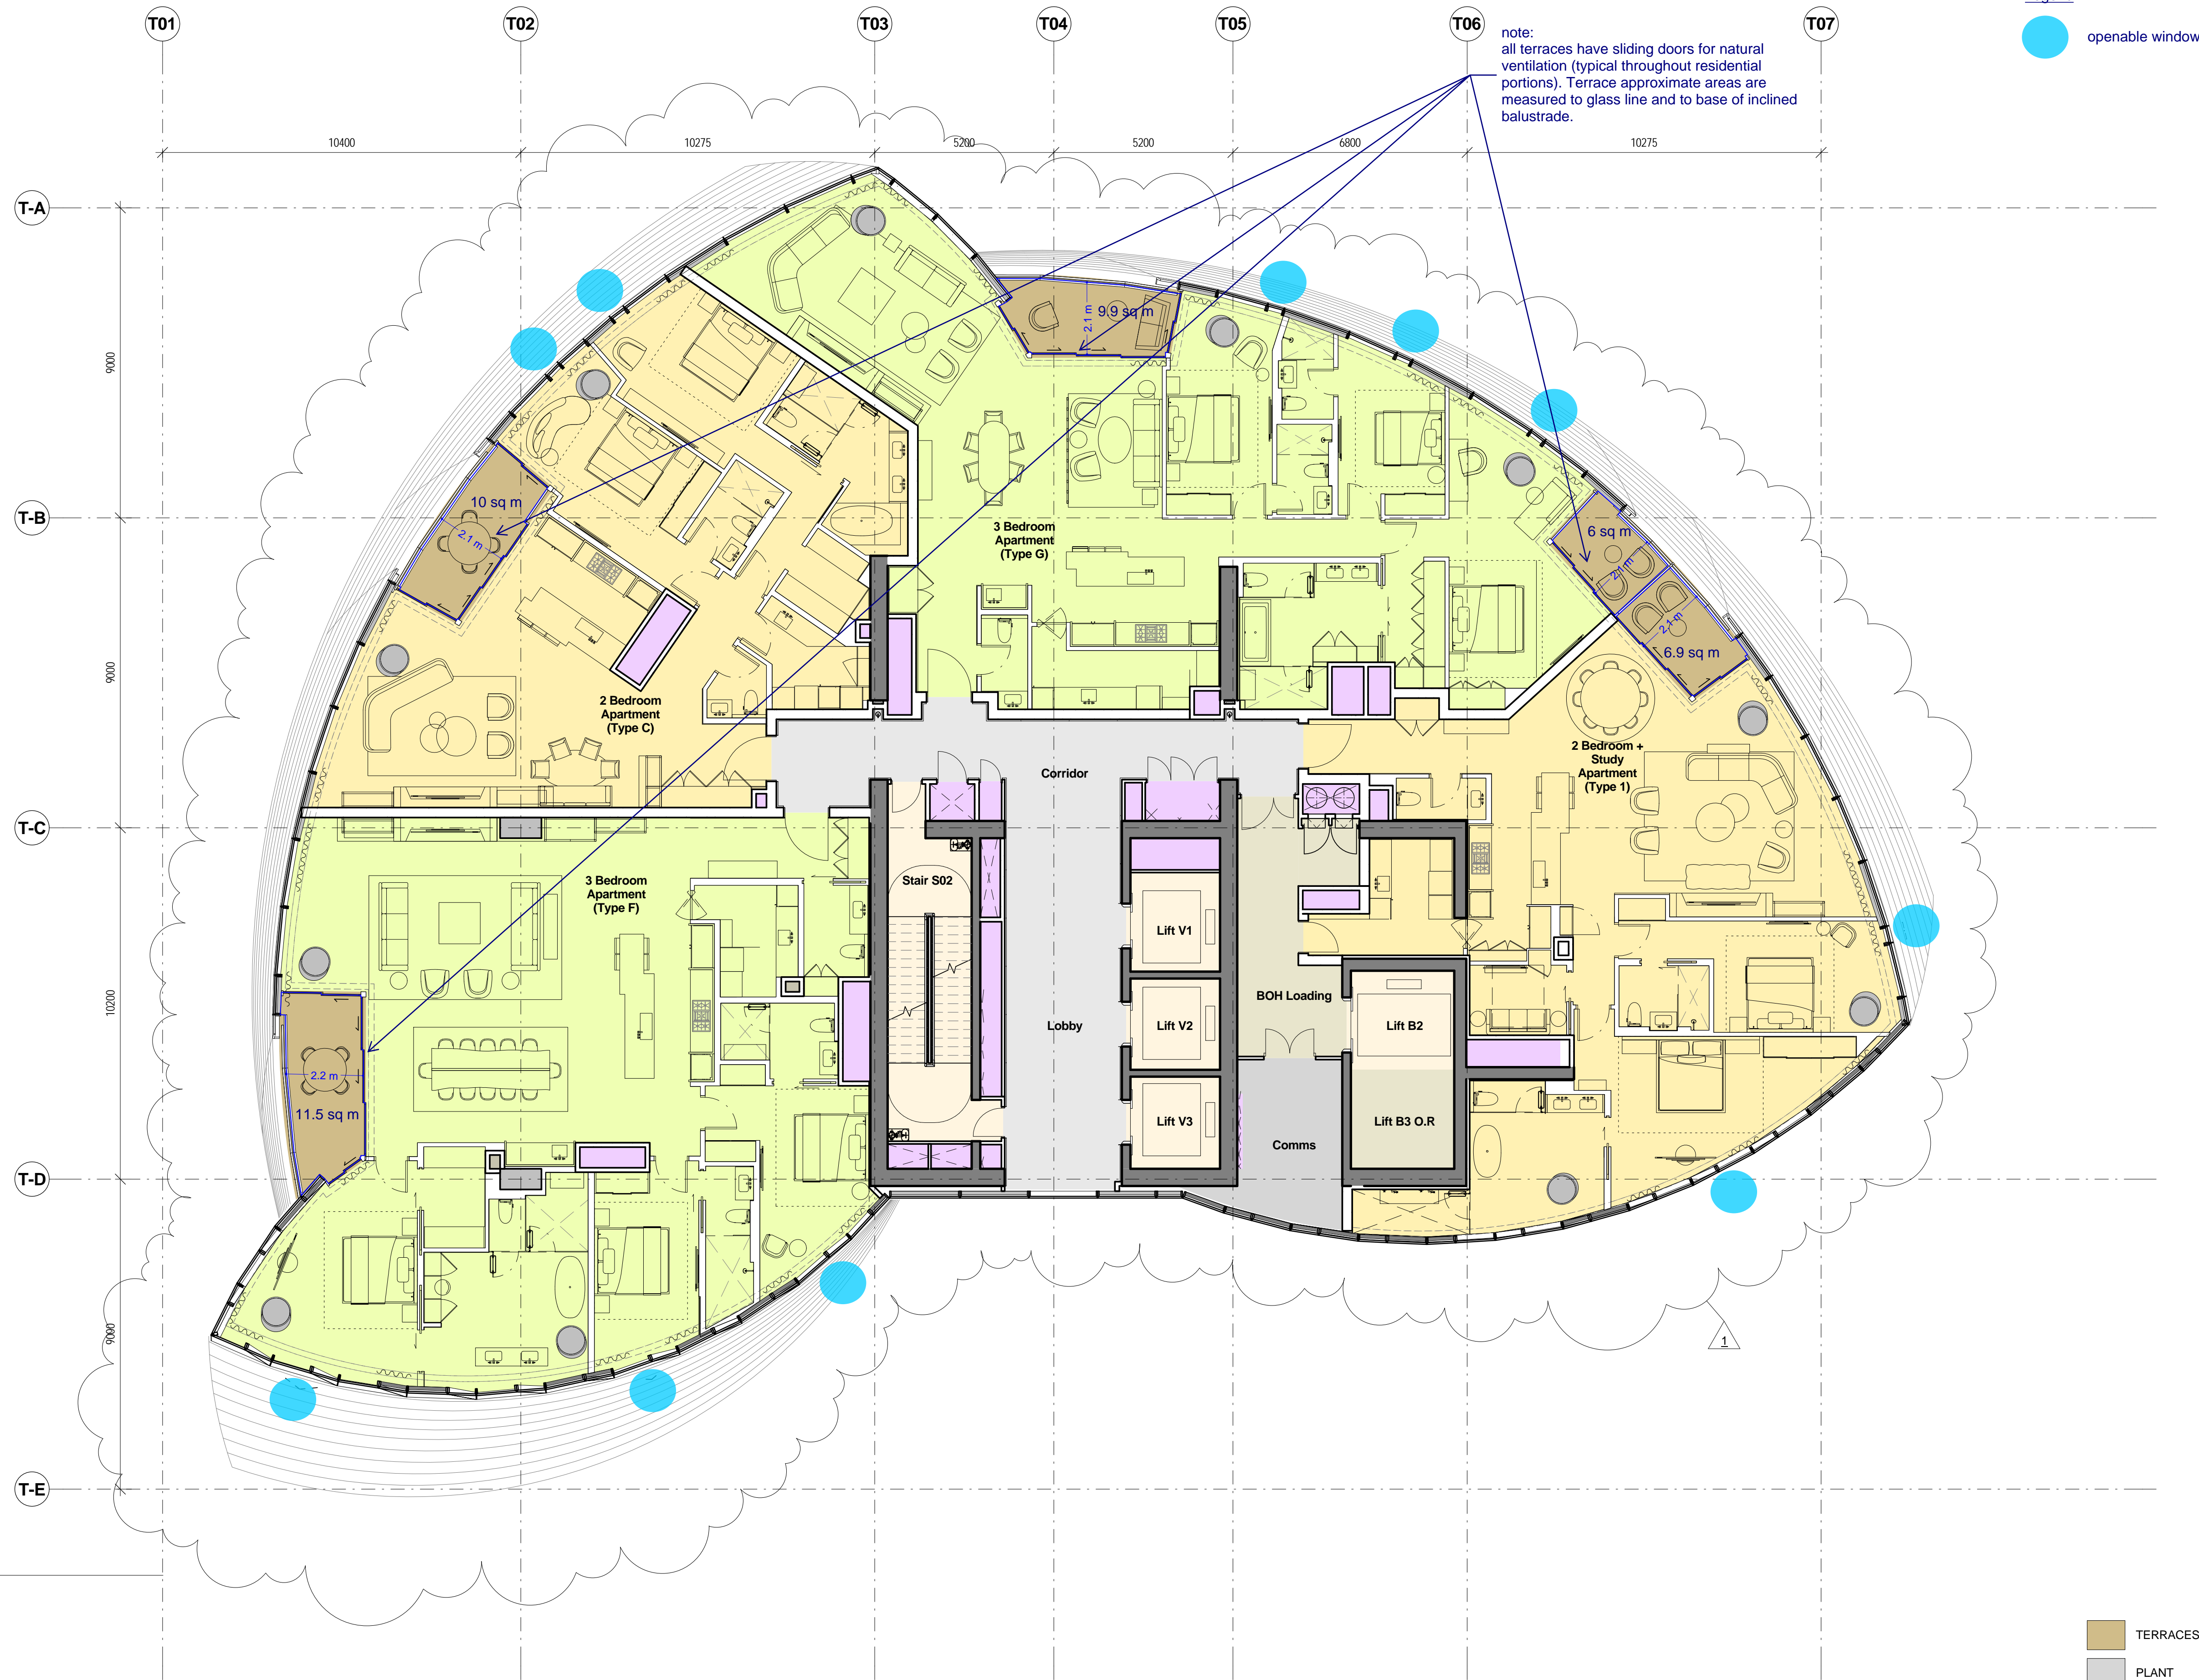 T01
T02
T03
T04
T05
T06
T07
openable window
note:
all terraces have sliding doors for natural
ventilation (typical throughout residential
portions). Terrace approximate areas are
measured to glass line and to base of inclined
balustrade.
10400
10275
5200
5200
6800
10275
T-A
9000
T-B
9000
T-C
10200
T-D
9000
T-E
2.1 m
9.9 sq m
10 sq m
2.1 m
6 sq m
2.1 m
2.1 m
6.9 sq m
3 Bedroom
Apartment
(Type G)
2 Bedroom
Apartment
(Type C)
2 Bedroom +
Study
Apartment
(Type 1)
Corridor
3 Bedroom
Apartment
(Type F)
Stair S02
Lift V1
BOH Loading
Lobby
Lift V2
Lift B2
2.2 m
11.5 sq m
Lift V3
Lift B3 O.R
Comms
1
TERRACES
PLANT